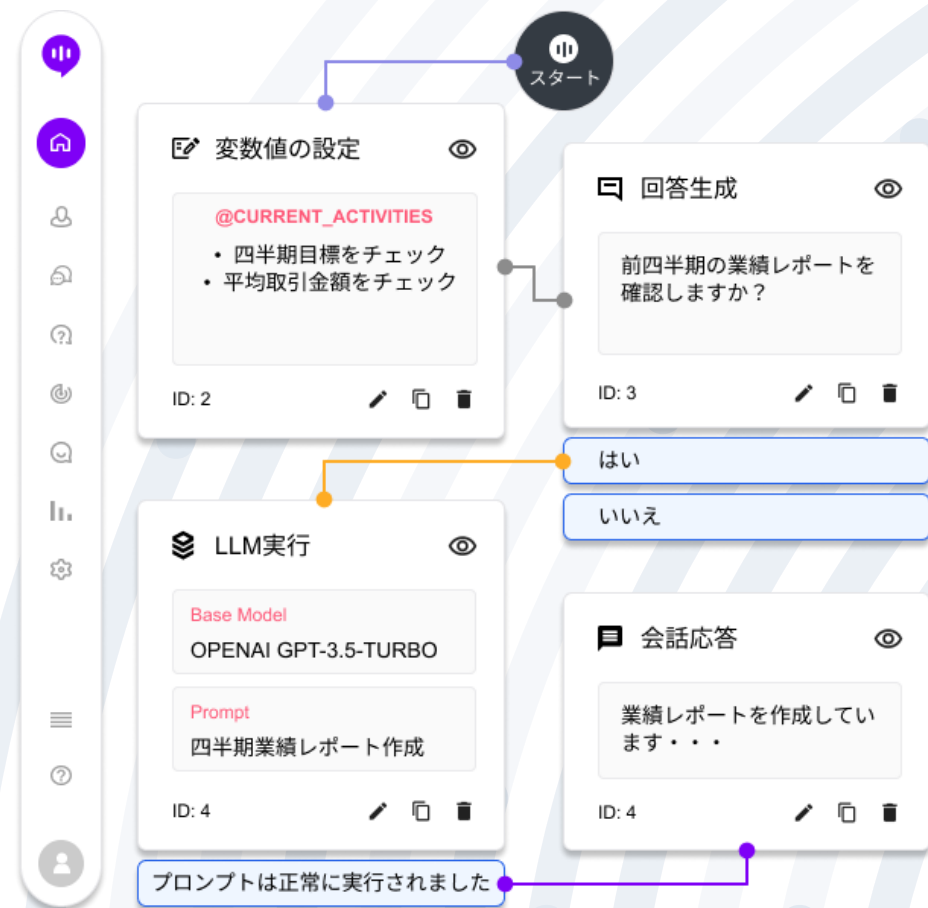 スタート
変数値の設定
@CURRENT_ACTIVITIES
• 四半期目標をチェック
• 平均取引金額をチェック
ID: 2
回答生成
前四半期の業績レポートを
確認しますか？
ID: 3
はい
いいえ
LLM実行
Base Model
OPENAI GPT-3.5-TURBO
Prompt
四半期業績レポート作成
ID: 4
プロンプトは正常に実行されました
会話応答
業績レポートを作成してい
ます・・・
ID: 4